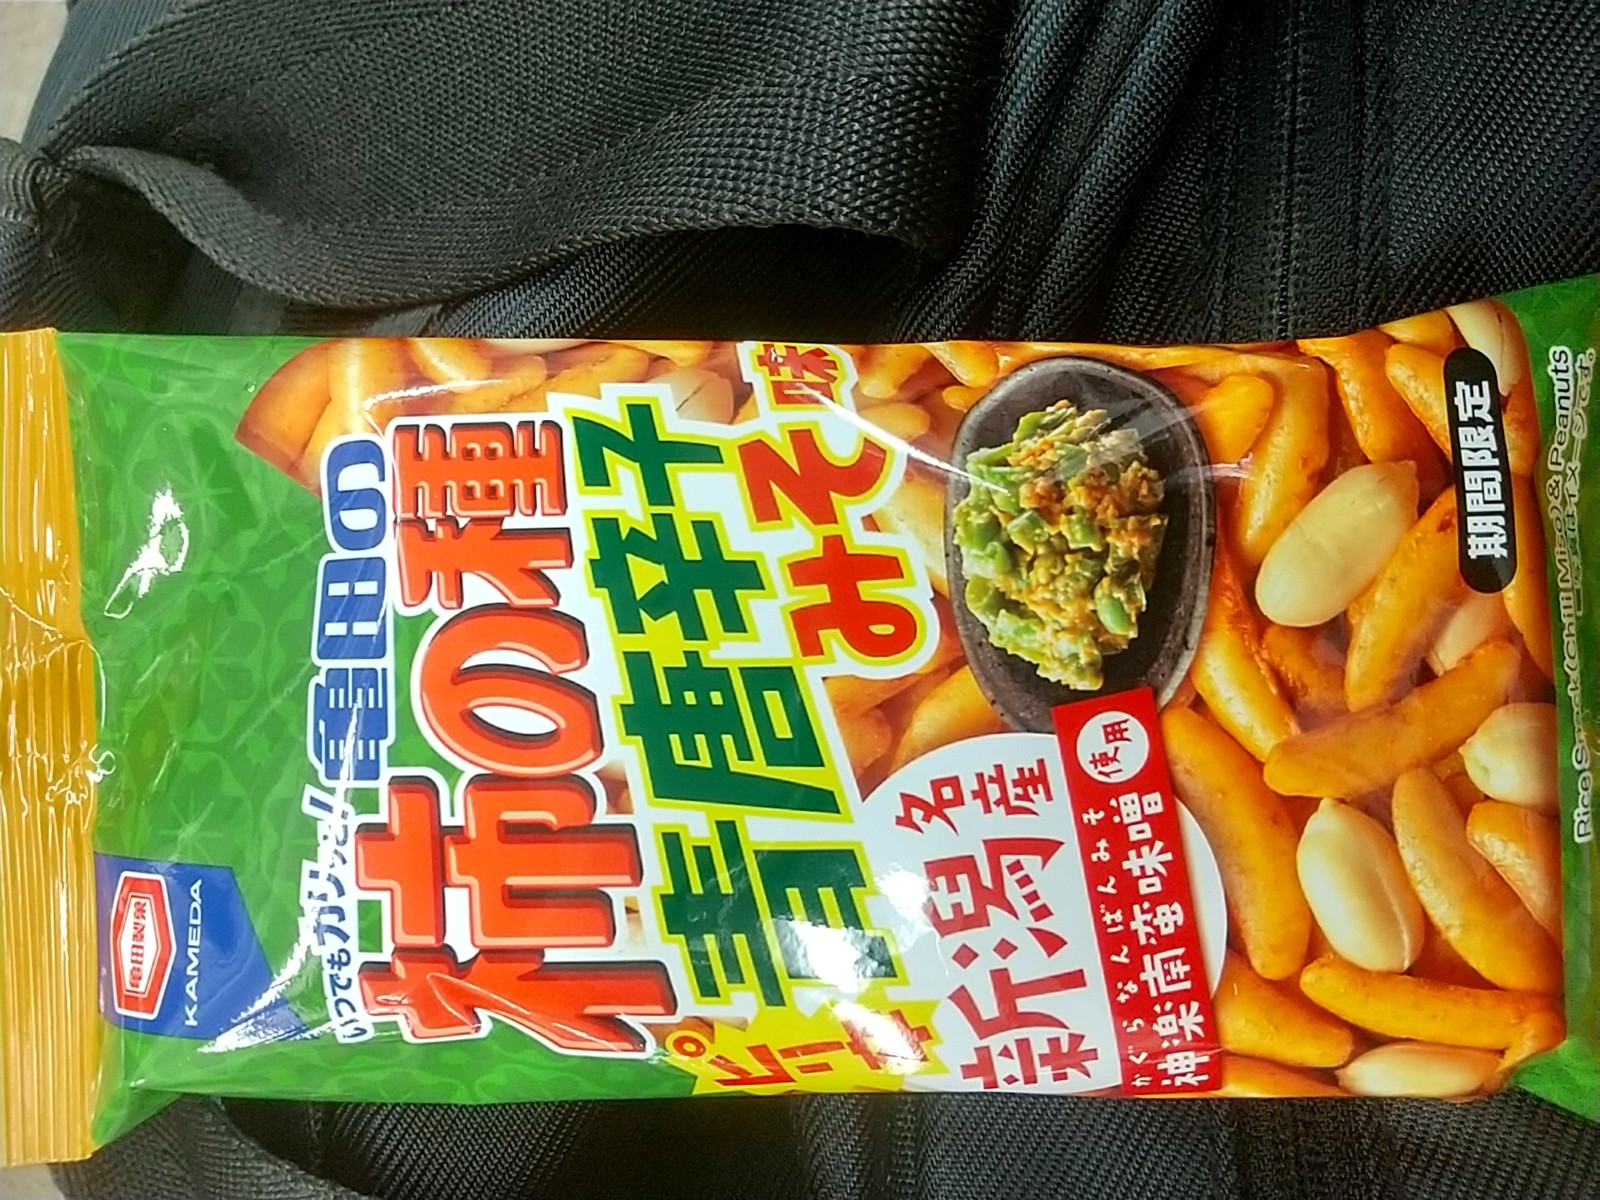 亀田製菓
KAMEDA
いつでもカリッと!
亀田の
柿の種
青唐辛子
みそ味
ピリ辛
新潟名産
かぐらなんばんみそ
神楽南蛮味噌使用
期間限定
Rice Snack(Chili Miso)&Peanuts